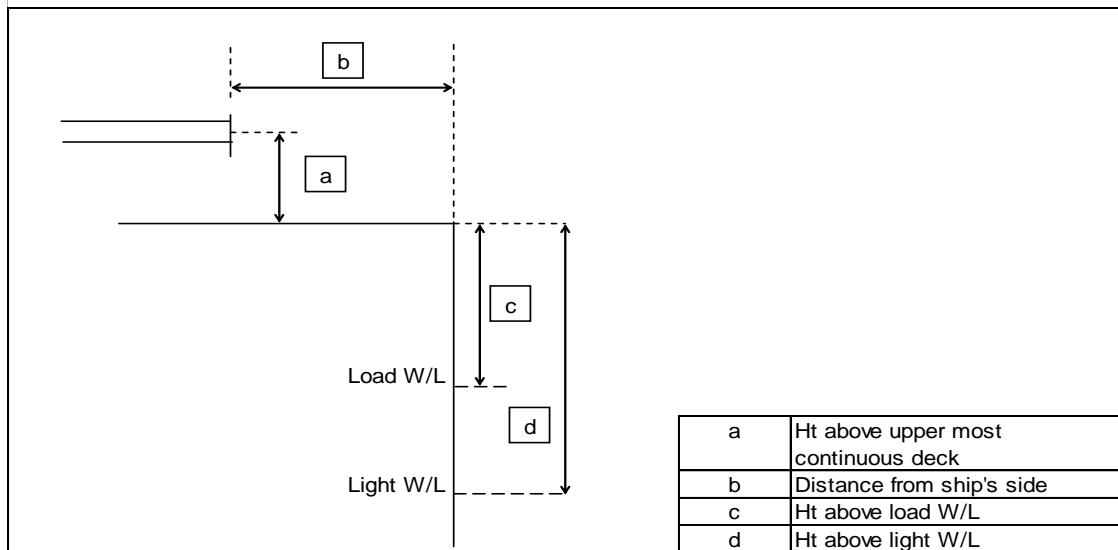 b
a
c
Load W/L
d
Light W/L
a Ht above upper most
continuous deck
b Distance from ship's side
c Ht above load W/L
d Ht above light W/L